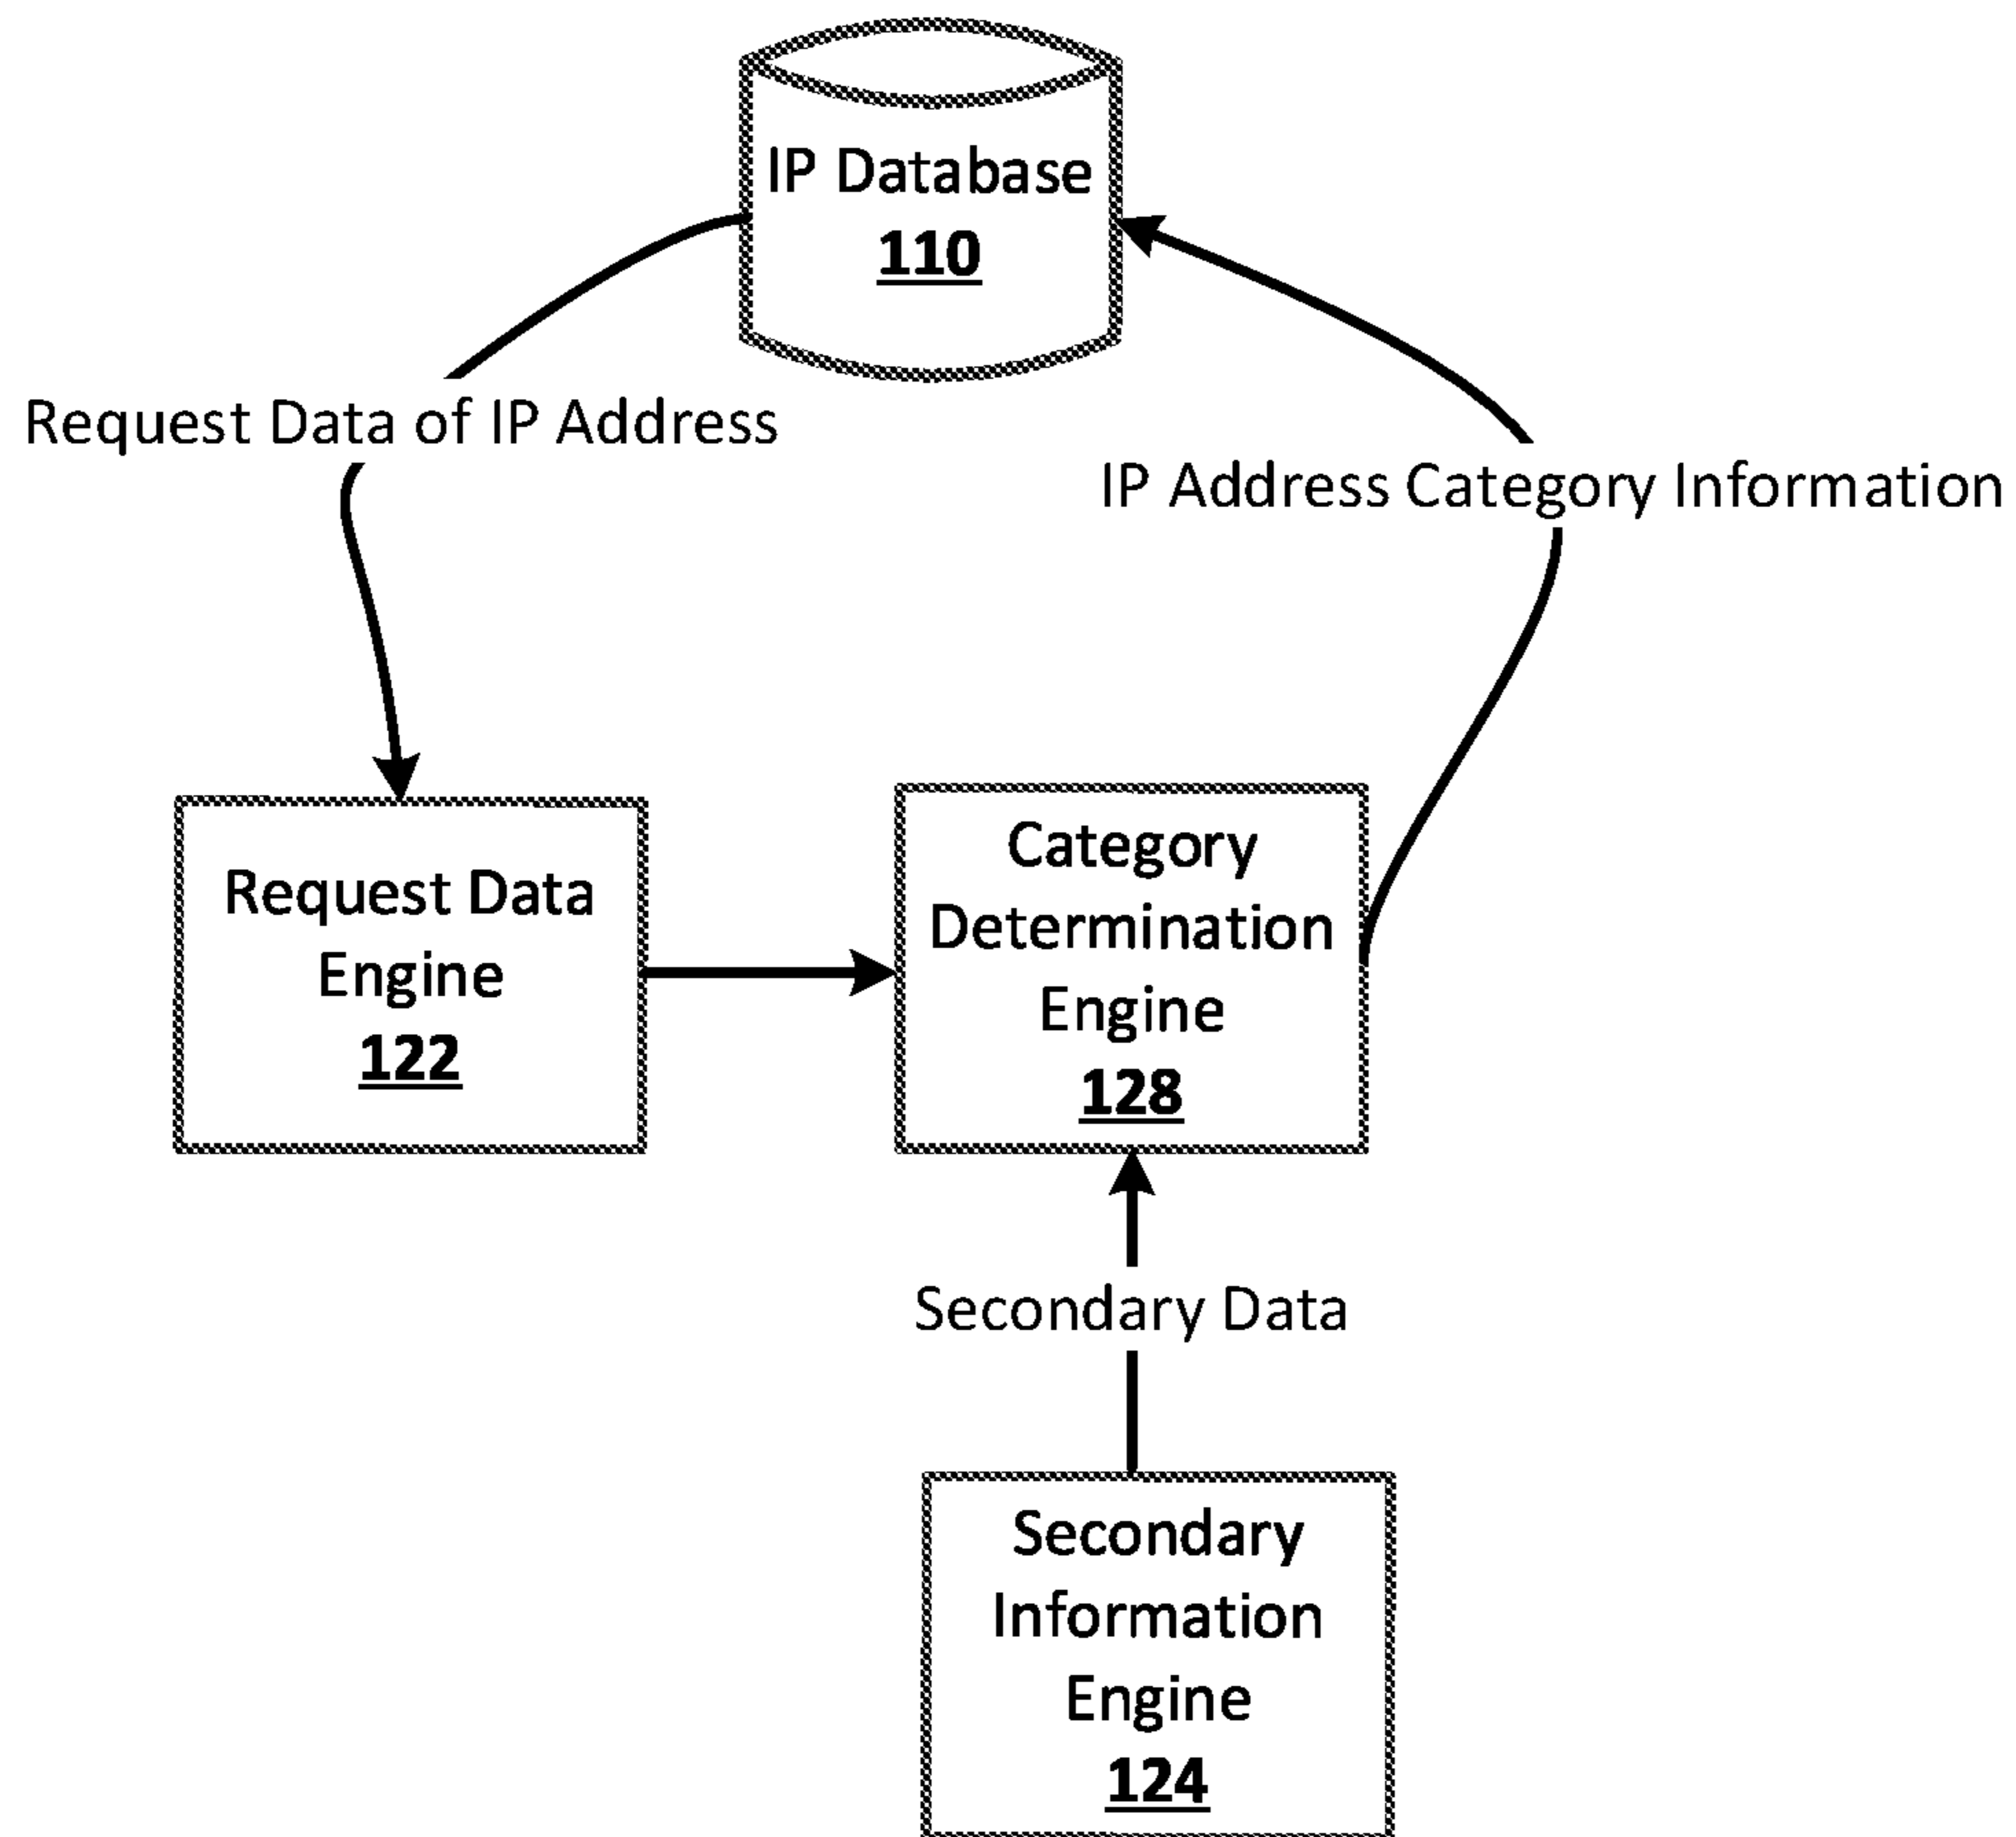 IP Database
110
Request Data of IP Address
IP Address Category Information
Request Data
Engine
122
Category
Determination
Engine
128
Secondary Data
Secondary
Information
Engine
124